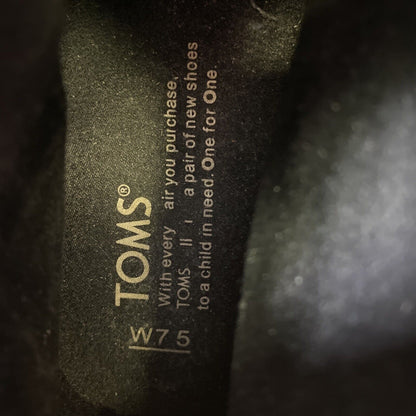 TOMS®
With every air you purchase,
TOMS a pair of new shoes
to a child in need. One for One.
W7 5